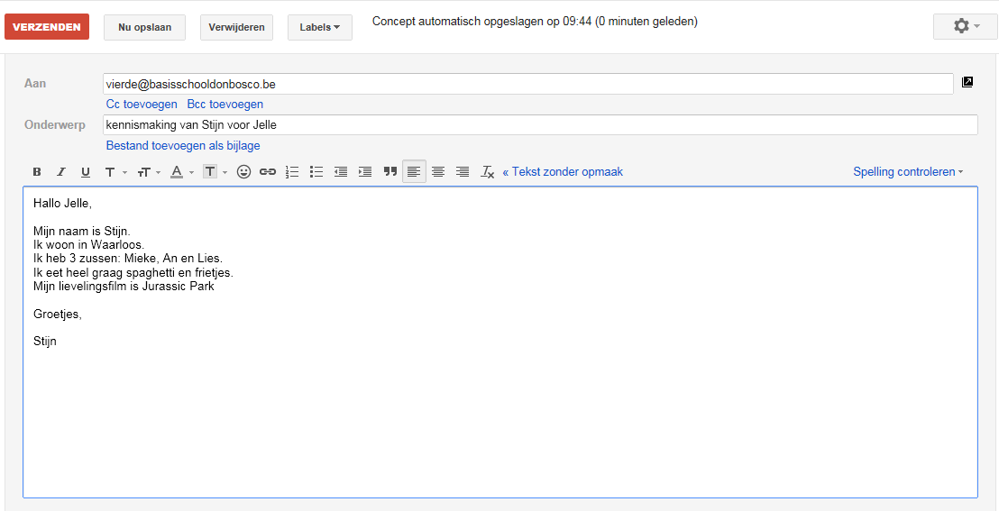 VERZENDEN Nu opslaan Verwijderen Labels Concept automatisch opgeslagen op 09:44 (0 minuten geleden)
Aan vierde@basisschooldonbosco.be
Cc toevoegen Bcc toevoegen
Onderwerp kennismaking van Stijn voor Jelle
Bestand toevoegen als bijlage
B I U T TT A T « Tekst zonder opmaak Spelling controleren
Hallo Jelle,
Mijn naam is Stijn.
Ik woon in Waarloos.
Ik heb 3 zussen: Mieke, An en Lies.
Ik eet heel graag spaghetti en frietjes.
Mijn lievelingsfilm is Jurassic Park
Groetjes,
Stijn